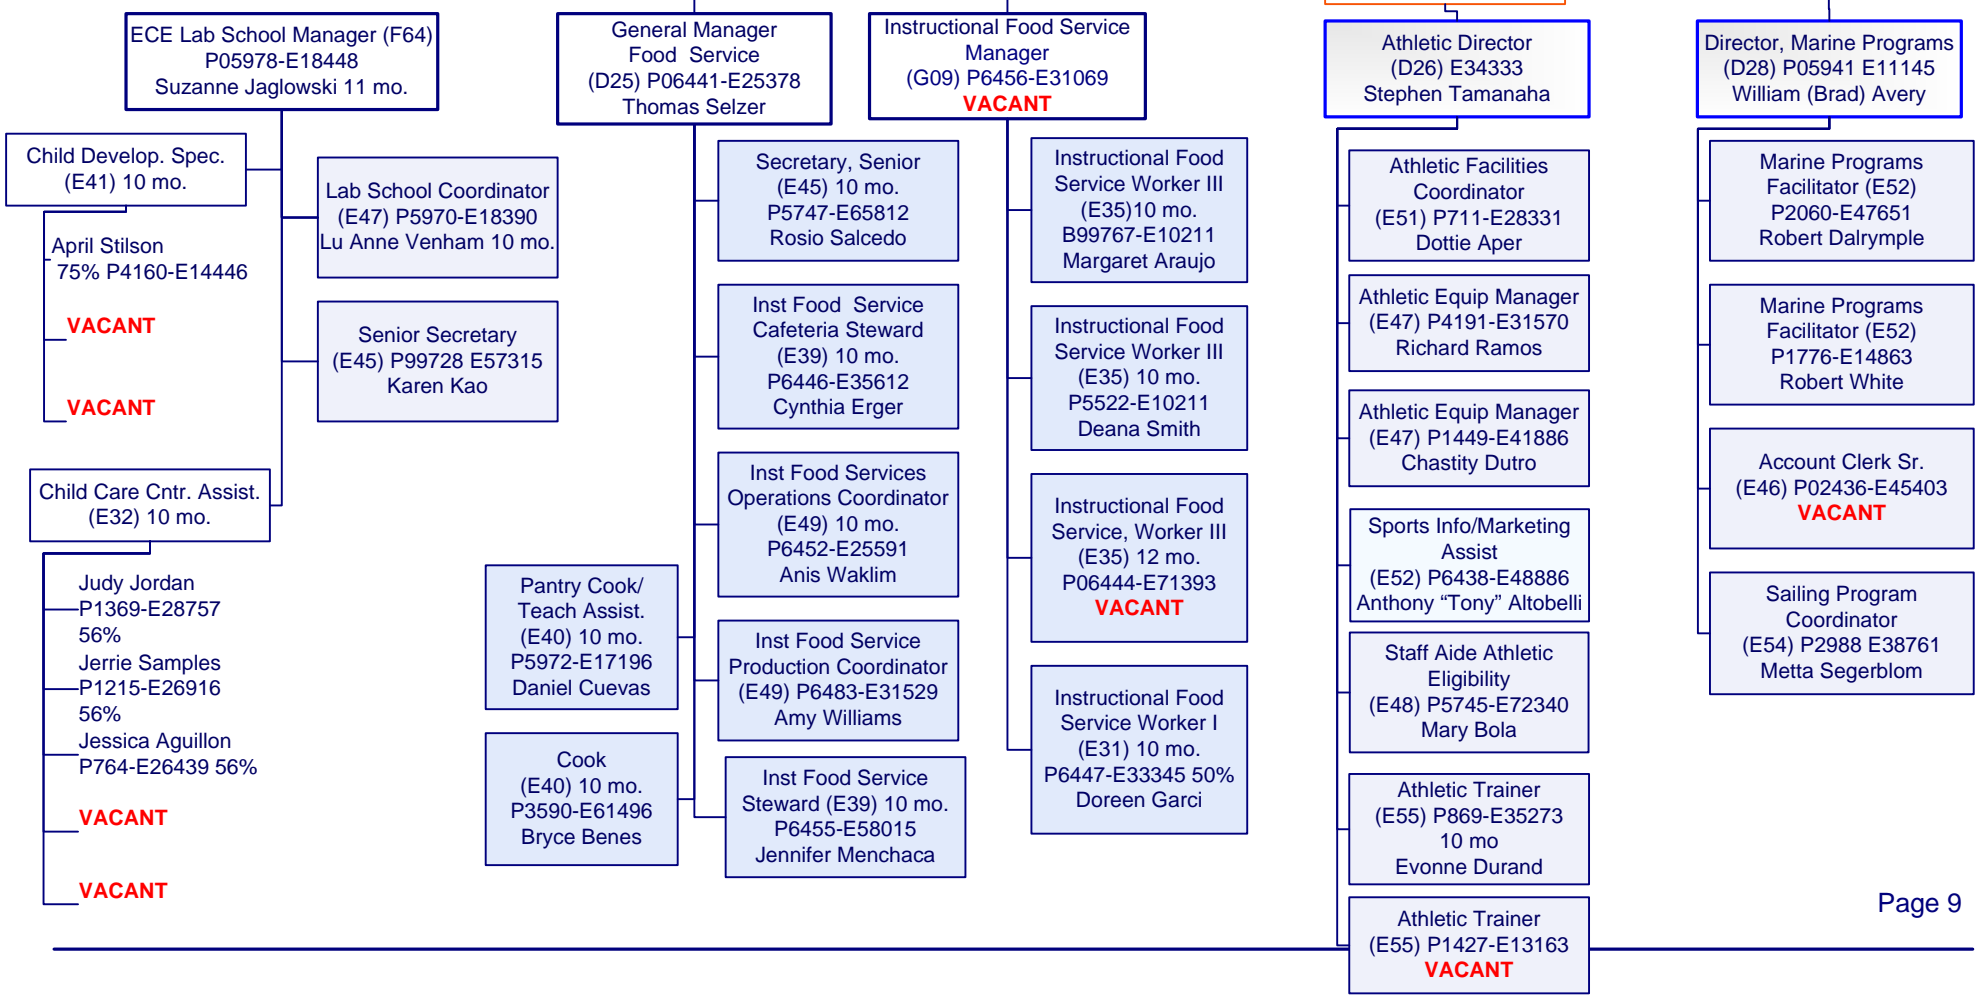 ECE Lab School Manager (F64)
P05978-E18448
Suzanne Jaglowski 11 mo.
Child Develop. Spec.
(E41) 10 mo.
April Stilson
75% P4160-E14446
VACANT
VACANT
Lab School Coordinator
(E47) P5970-E18390
Lu Anne Venham 10 mo.
Senior Secretary
(E45) P99728 E57315
Karen Kao
Child Care Cntr. Assist.
(E32) 10 mo.
Judy Jordan
P1369-E28757
56%
Jerrie Samples
P1215-E26916
56%
Jessica Aguillon
P764-E26439 56%
VACANT
VACANT
General Manager
Food Service
(D25) P06441-E25378
Thomas Selzer
Secretary, Senior
(E45) 10 mo.
P5747-E65812
Rosio Salcedo
Inst Food Service
Cafeteria Steward
(E39) 10 mo.
P6446-E35612
Cynthia Erger
Inst Food Services
Operations Coordinator
(E49) 10 mo.
P6452-E25591
Anis Waklim
Pantry Cook/
Teach Assist.
(E40) 10 mo.
P5972-E17196
Daniel Cuevas
Inst Food Service
Production Coordinator
(E49) P6483-E31529
Amy Williams
Cook
(E40) 10 mo.
P3590-E61496
Bryce Benes
Inst Food Service
Steward (E39) 10 mo.
P6455-E58015
Jennifer Menchaca
Instructional Food Service
Manager
(G09) P6456-E31069
VACANT
Instructional Food
Service Worker III
(E35)10 mo.
B99767-E10211
Margaret Araujo
Instructional Food
Service Worker III
(E35) 10 mo.
P5522-E10211
Deana Smith
Instructional Food
Service, Worker III
(E35) 12 mo.
P06444-E71393
VACANT
Instructional Food
Service Worker I
(E31) 10 mo.
P6447-E33345 50%
Doreen Garci
Athletic Director
(D26) E34333
Stephen Tamanaha
Athletic Facilities
Coordinator
(E51) P711-E28331
Dottie Aper
Athletic Equip Manager
(E47) P4191-E31570
Richard Ramos
Athletic Equip Manager
(E47) P1449-E41886
Chastity Dutro
Sports Info/Marketing
Assist
(E52) P6438-E48886
Anthony “Tony” Altobelli
Staff Aide Athletic
Eligibility
(E48) P5745-E72340
Mary Bola
Athletic Trainer
(E55) P869-E35273
10 mo
Evonne Durand
Athletic Trainer
(E55) P1427-E13163
VACANT
Director, Marine Programs
(D28) P05941 E11145
William (Brad) Avery
Marine Programs
Facilitator (E52)
P2060-E47651
Robert Dalrymple
Marine Programs
Facilitator (E52)
P1776-E14863
Robert White
Account Clerk Sr.
(E46) P02436-E45403
VACANT
Sailing Program
Coordinator
(E54) P2988 E38761
Metta Segerblom
Page 9